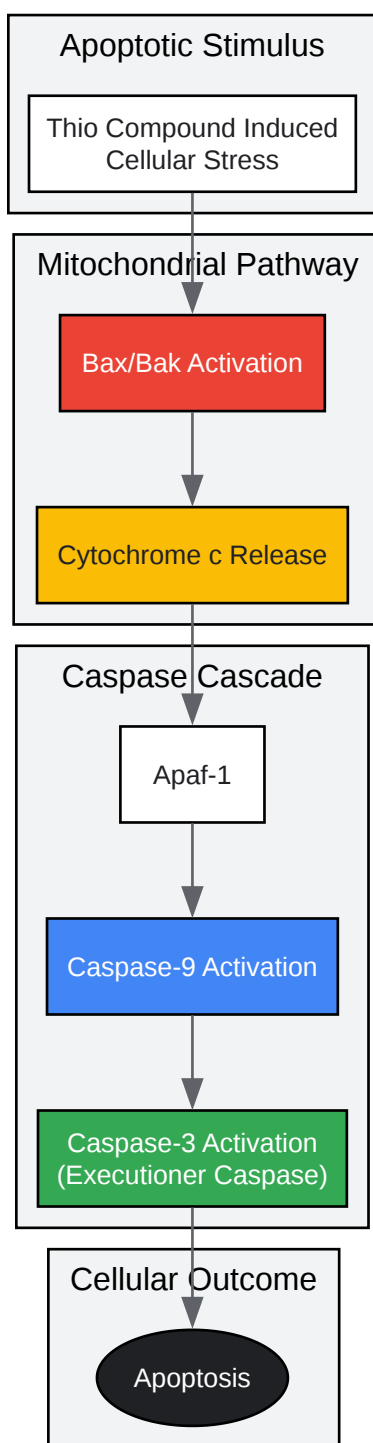 Apoptotic Stimulus
Thio Compound Induced
Cellular Stress
Mitochondrial Pathway
Bax/Bak Activation
Cytochrome c Release
Caspase Cascade
Apaf-1
Caspase-9 Activation
Caspase-3 Activation
(Executioner Caspase)
Cellular Outcome
Apoptosis